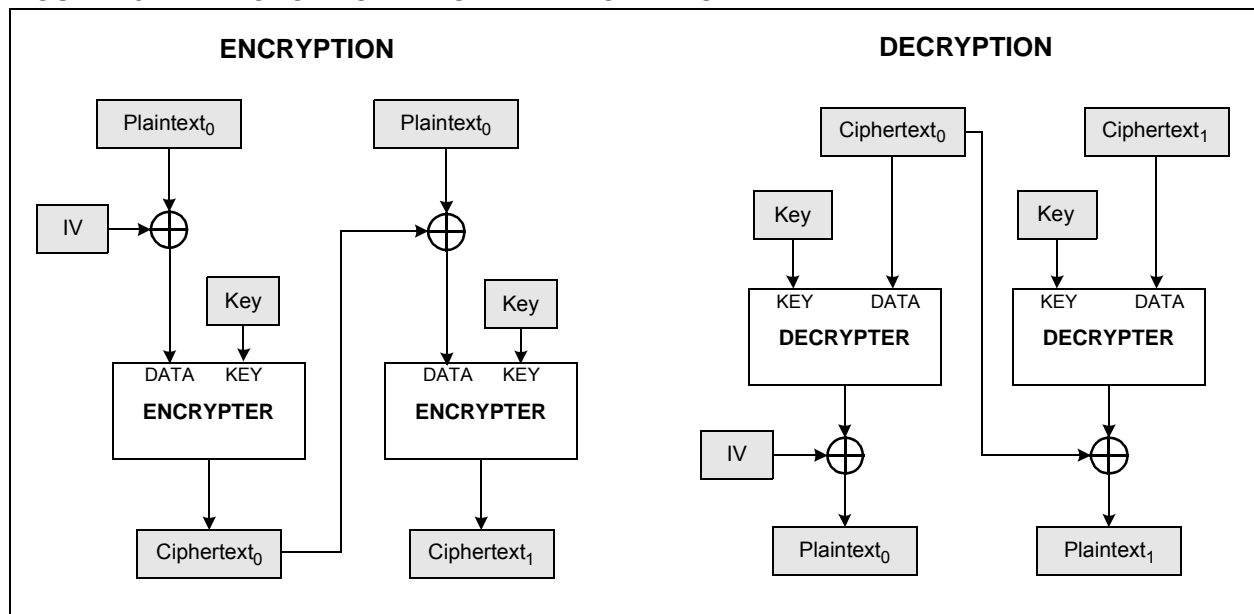 ENCRYPTION
DECRYPTION
Plaintext0
Plaintext0
Ciphertext0
Ciphertext1
IV
Key
Key
Key
Key
KEY DATA
DECRYPTER
KEY DATA
DECRYPTER
DATA KEY
ENCRYPTER
DATA KEY
ENCRYPTER
IV
Ciphertext0
Ciphertext1
Plaintext0
Plaintext1